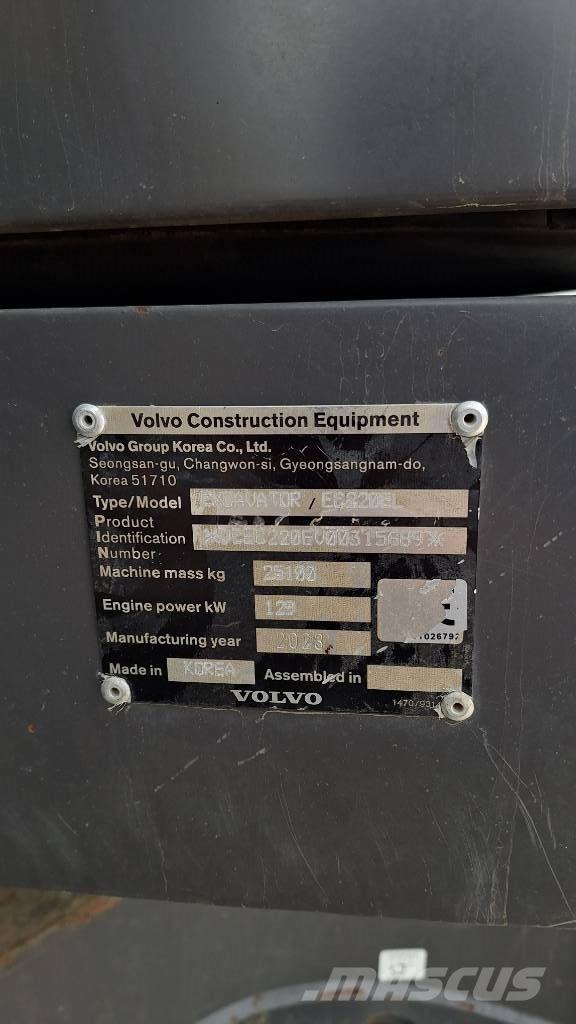 Volvo Construction Equipment
Volvo Group Korea Co., Ltd.
Seongsan-gu, Changwon-si, Gyeongsangnam-do,
Korea 51710
Type/Model EXCAVATOR / EC220E
Product
Identification
Number
Machine mass kg 25100
Engine power kW 129
Manufacturing year 2023
Made in KOREA Assembled in
VOLVO
MASCUS